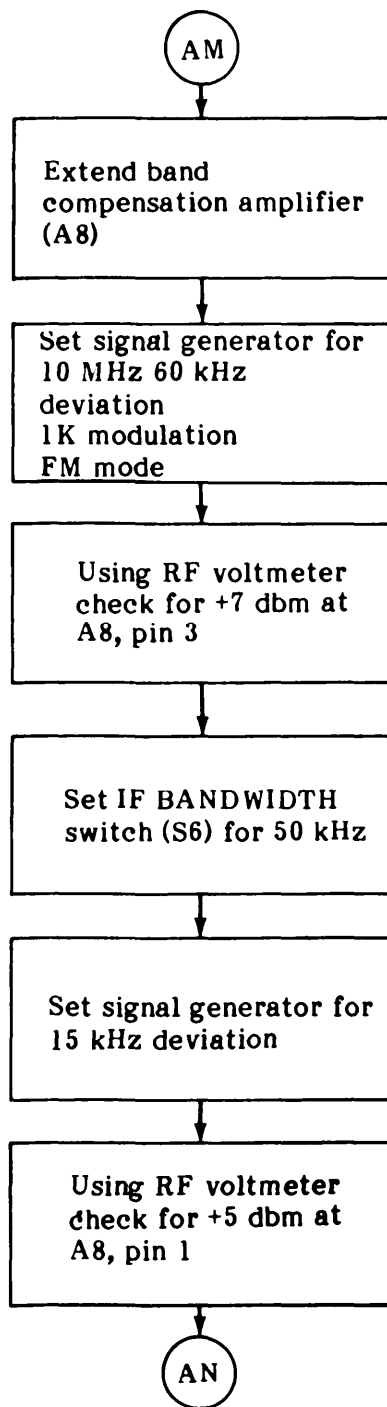 AM
Extend band
compensation amplifier
(A8)
Set signal generator for
10 MHz 60 kHz
deviation
1K modulation
FM mode
Using RF voltmeter
check for +7 dbm at
A8, pin 3
Set IF BANDWIDTH
switch (S6) for 50 kHz
Set signal generator for
15 kHz deviation
Using RF voltmeter
check for +5 dbm at
A8, pin 1
AN